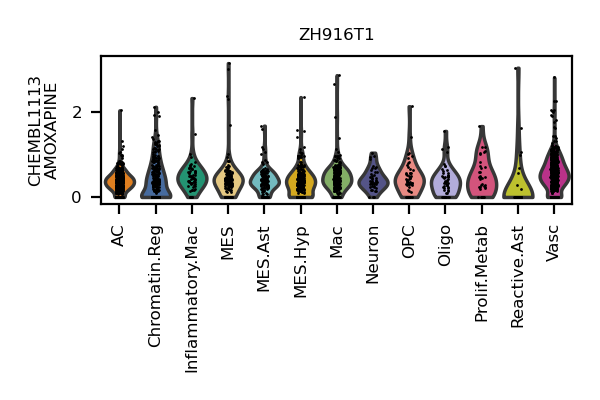 ZH916T1
CHEMBL1113
AMOXAPINE
2
0
AC
Chromatin.Reg
Inflammatory.Mac
MES
MES.Ast
MES.Hyp
Mac
Neuron
OPC
Oligo
Prolif.Metab
Reactive.Ast
Vasc